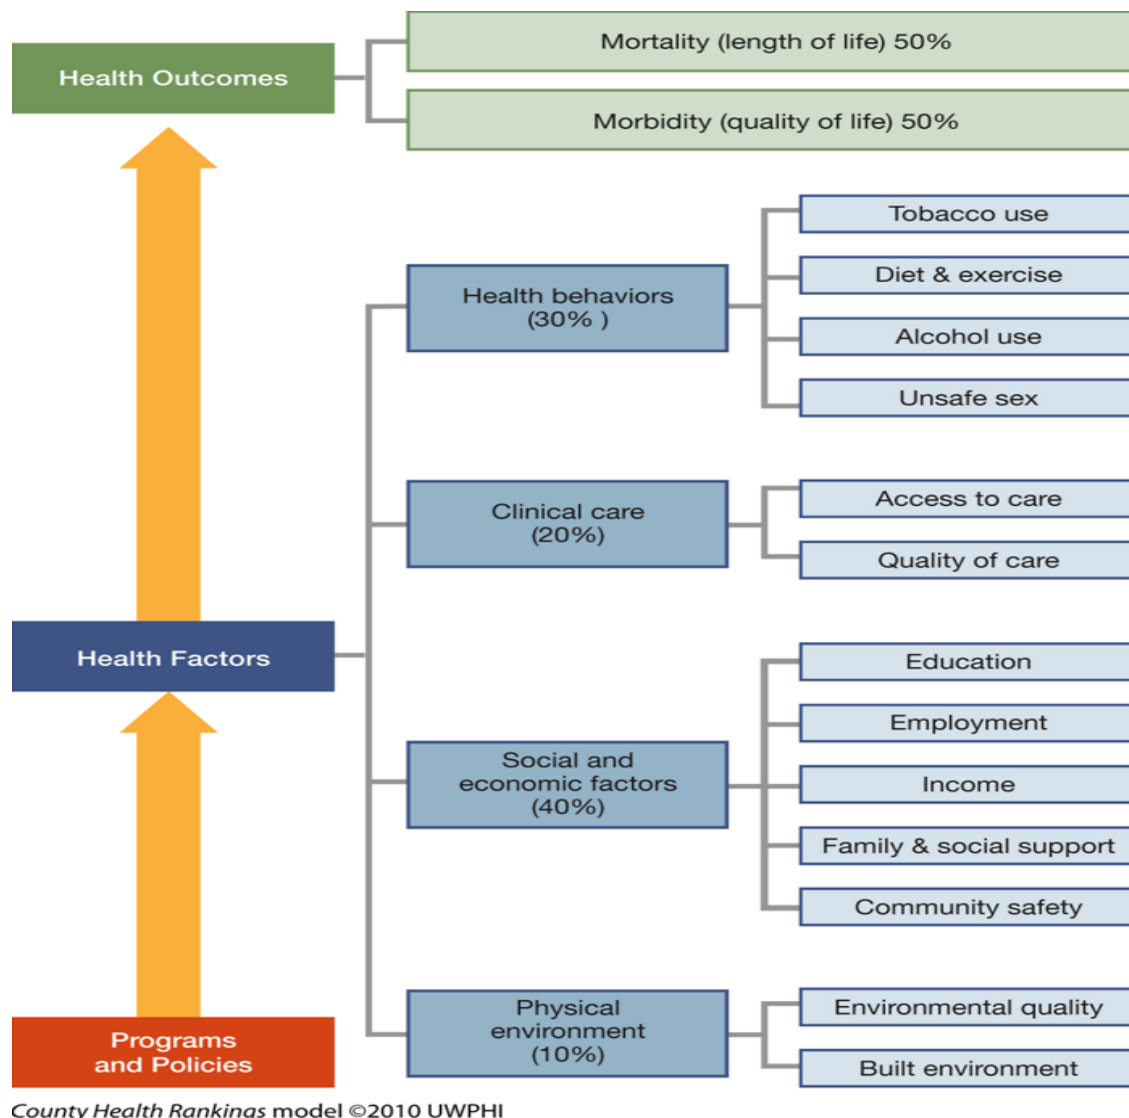 Health Outcomes
Mortality (length of life) 50%
Morbidity (quality of life) 50%
Health Factors
Health behaviors
(30% )
Tobacco use
Diet & exercise
Alcohol use
Unsafe sex
Clinical care
(20%)
Access to care
Quality of care
Social and
economic factors
(40%)
Education
Employment
Income
Family & social support
Community safety
Physical
environment
(10%)
Environmental quality
Built environment
Programs
and Policies
County Health Rankings model ©2010 UWPHI